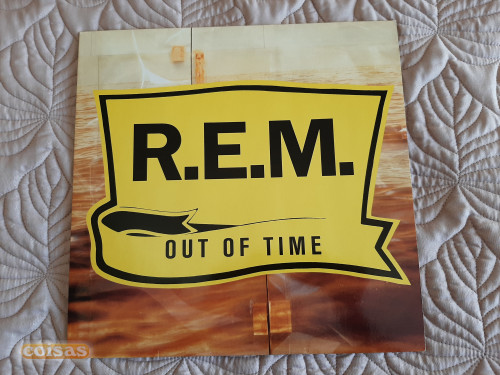 R.E.M.
OUT OF TIME
coisas